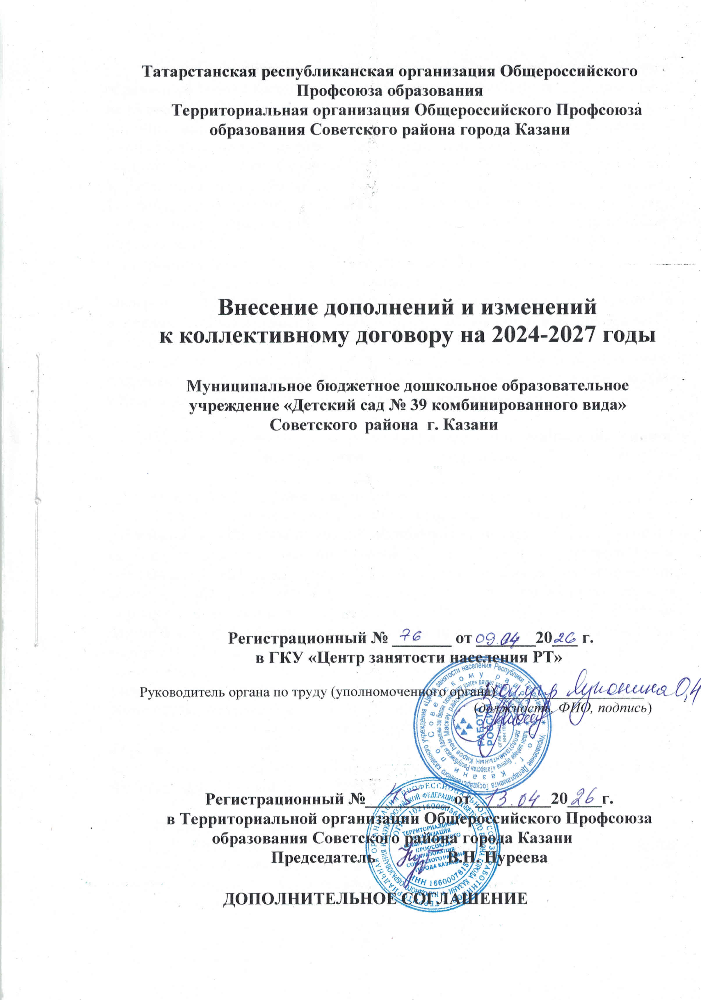 Татарстанская республиканская организация Общероссийского
Профсоюза образования
Территориальная организация Общероссийского Профсоюза
образования Советского района города Казани
Внесение дополнений и изменений
к коллективному договору на 2024-2027 годы
Муниципальное бюджетное дошкольное образовательное
учреждение «Детский сад № 39 комбинированного вида»
Советского района г. Казани
Регистрационный № 76 от 09.04 2026 г.
в ГКУ «Центр занятости населения РТ»
Руководитель органа по труду (уполномоченного органа)
(должность, ФИО, подпись)
РАБОТА
РОССИИ
Регистрационный № от 13.04 2026 г.
в Территориальной организации Общероссийского Профсоюза
образования Советского района города Казани
Председатель В.Н. Нуреева
ИНН 1660007815
ДОПОЛНИТЕЛЬНОЕ СОГЛАШЕНИЕ